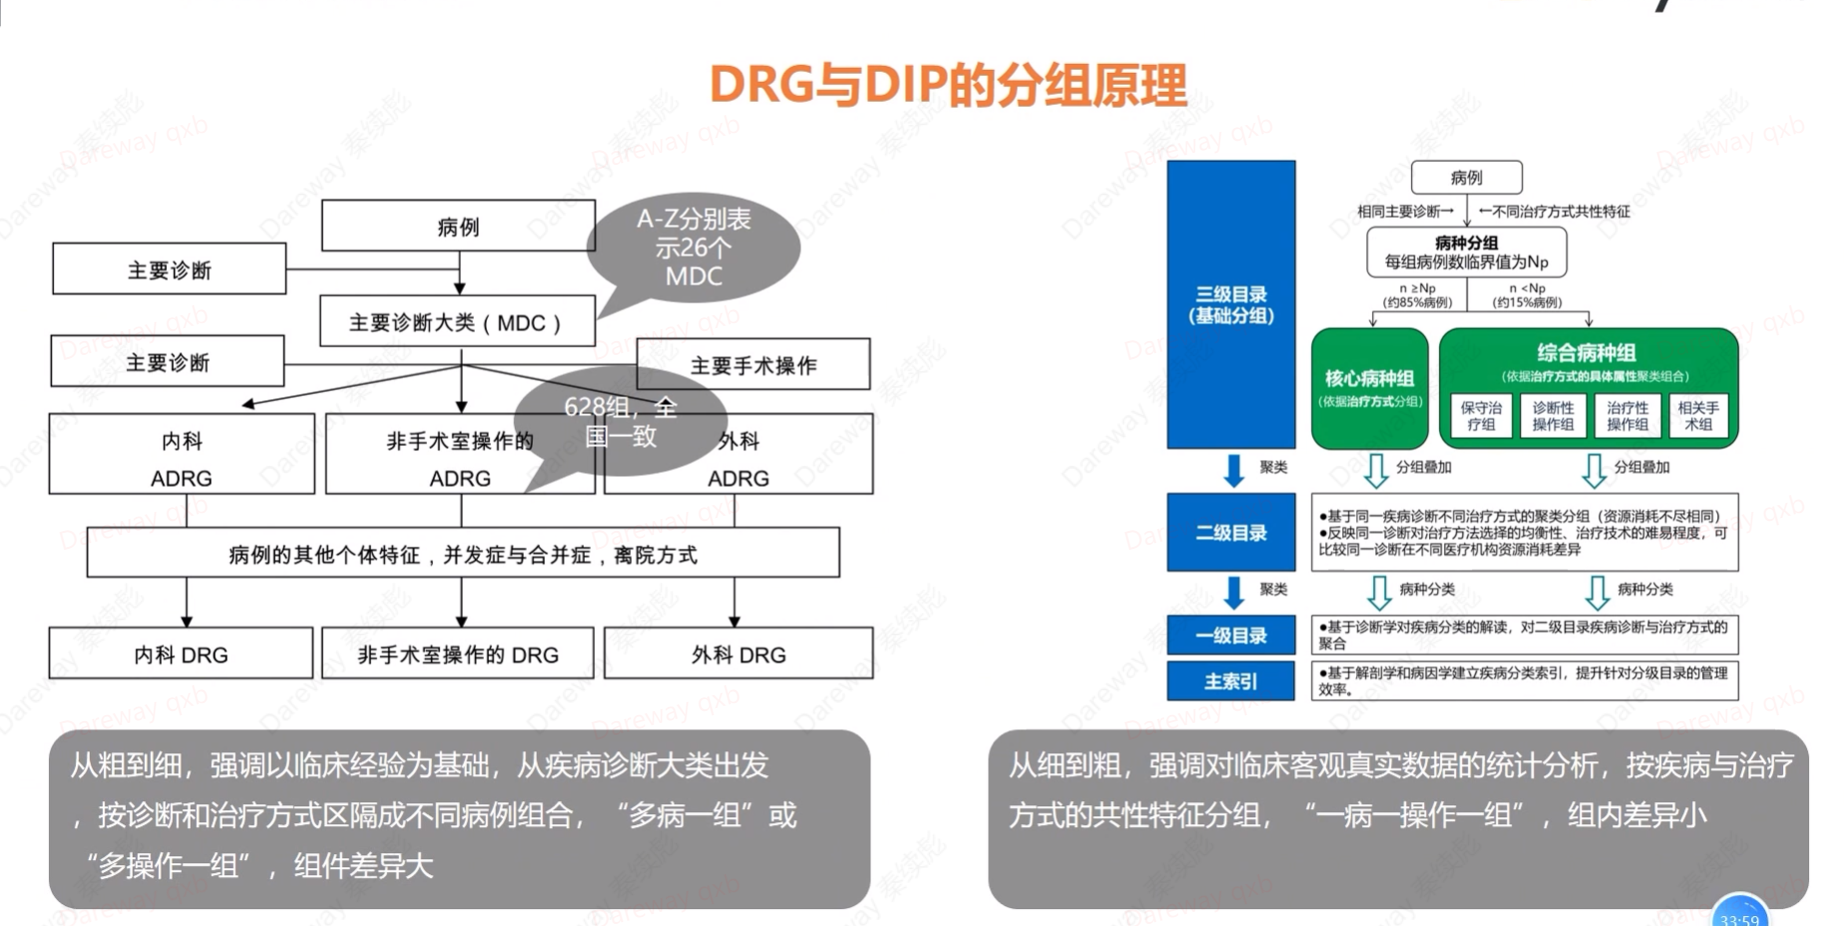 DRG与DIP的分组原理
病例
A-Z分别表
示26个
MDC
主要诊断
主要诊断大类（MDC）
主要诊断
主要手术操作
628组，全
国一致
内科
ADRG
非手术室操作的
ADRG
外科
ADRG
病例的其他个体特征，并发症与合并症，离院方式
内科 DRG
非手术室操作的 DRG
外科 DRG
从粗到细，强调以临床经验为基础，从疾病诊断大类出发
，按诊断和治疗方式区隔成不同病例组合，“多病一组”或
“多操作一组”，组件差异大
三级目录
（基础分组）
病例
相同主要诊断→ ←不同治疗方式共性特征
病种分组
每组病例数临界值为Np
n ≥Np
(约85%病例)
n <Np
(约15%病例)
核心病种组
（依据治疗方式分组）
综合病种组
（依据治疗方式的具体属性聚类组合）
保守治
疗组
诊断性
操作组
治疗性
操作组
相关手
术组
聚类
分组叠加
分组叠加
二级目录
●基于同一疾病诊断不同治疗方式的聚类分组（资源消耗不尽相同）
●反映同一诊断对治疗方法选择的均衡性、治疗技术的难易程度，可
比较同一诊断在不同医疗机构资源消耗差异
聚类
病种分类
病种分类
一级目录
●基于诊断学对疾病分类的解读，对二级目录疾病诊断与治疗方式的
聚合
主索引
●基于解剖学和病因学建立疾病分类索引，提升针对分级目录的管理
效率。
从细到粗，强调对临床客观真实数据的统计分析，按疾病与治疗
方式的共性特征分组，“一病一操作一组”，组内差异小
33:59
Dareway 秦续彪
Dareway qxb